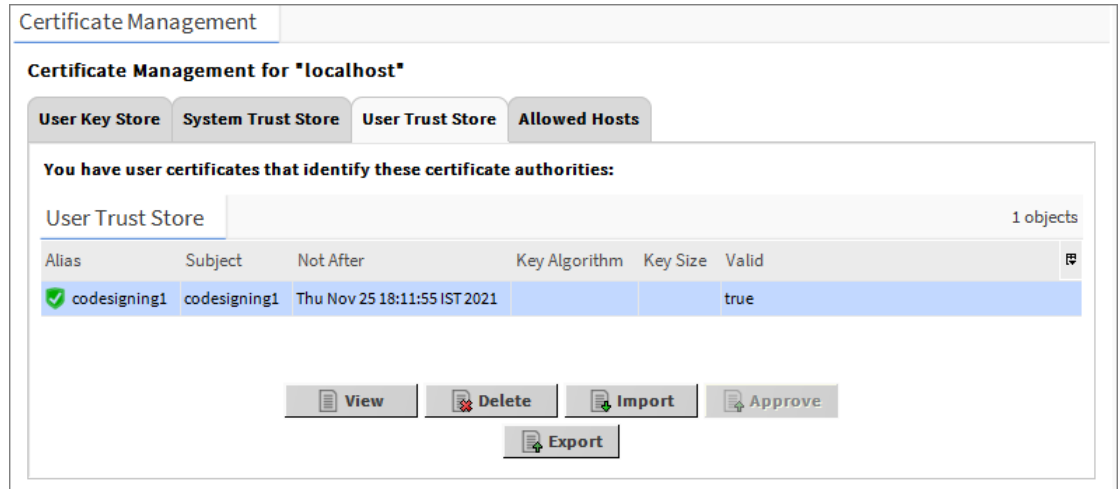 Certificate Management
Certificate Management for "localhost"
User Key Store System Trust Store User Trust Store Allowed Hosts
You have user certificates that identify these certificate authorities:
User Trust Store 1 objects
Alias Subject Not After Key Algorithm Key Size Valid
codesigning1 codesigning1 Thu Nov 25 18:11:55 IST 2021 true
View Delete Import Approve
Export